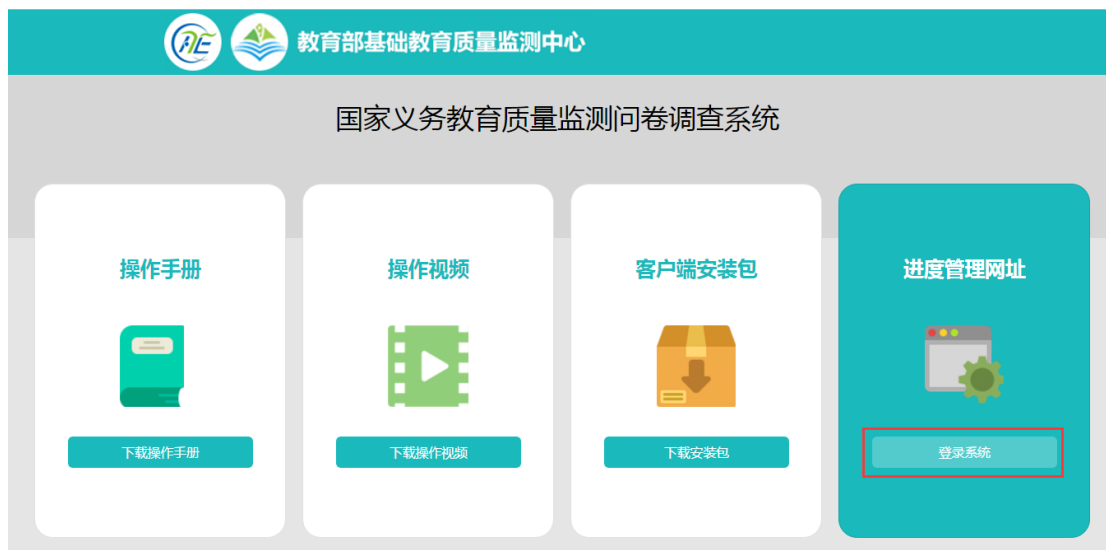 教育部基础教育质量监测中心
国家义务教育质量监测问卷调查系统
操作手册
操作视频
客户端安装包
进度管理网址
下载操作手册
下载操作视频
下载安装包
登录系统